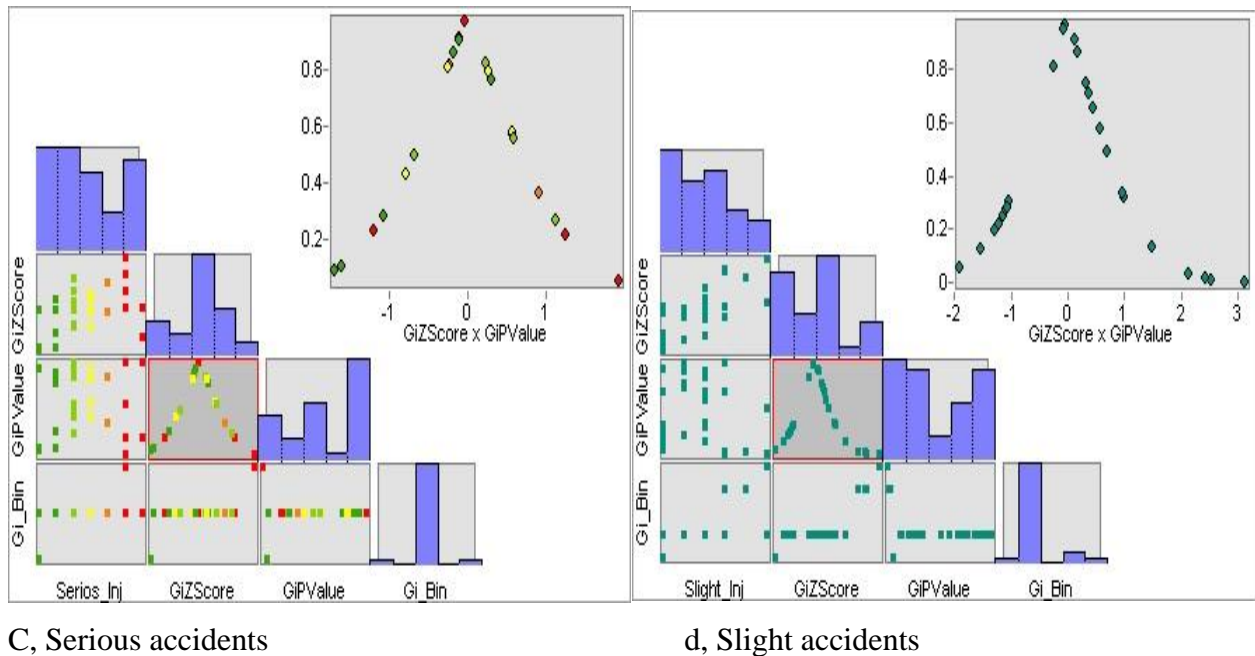 0.8-
0.6-
0.4-
0.2-
-1
0
1
GiZScore x GiPValue
GiZScore
GiPValue
Gi_Bin
Serios_Inj
GiZScore
GiPValue
Gi_Bin
0.8-
0.6-
0.4-
0.2-
0-
-2
-1
0
1
2
3
GiZScore x GiPValue
GiZScore
GiPValue
Gi_Bin
Slight_Inj
GiZScore
GiPValue
Gi_Bin
C, Serious accidents
d, Slight accidents